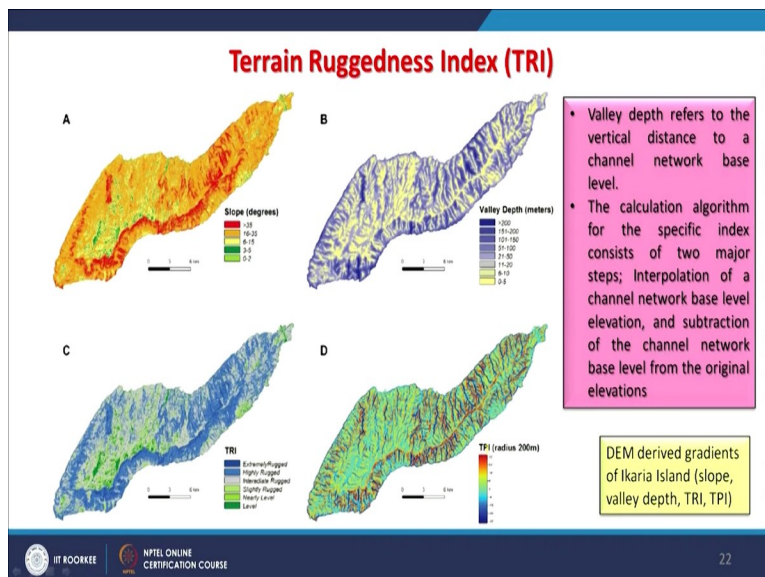 Terrain Ruggedness Index (TRI)
A
Slope (degrees)
>35
16-35
6-15
3-5
0-2
B
Valley Depth (meters)
>200
151-200
101-150
51-100
21-50
11-20
6-10
0-5
• Valley depth refers to the
vertical distance to a
channel network base
level.
• The calculation algorithm
for the specific index
consists of two major
steps; Interpolation of a
channel network base level
elevation, and subtraction
of the channel network
base level from the original
elevations
C
TRI
ExtremelyRugged
Highly Rugged
Slightly Rugged
Nearly Level
Level
D
TPI (radius 200m)
DEM derived gradients
of Ikaria Island (slope,
valley depth, TRI, TPI)
IIT ROORKEE
NPTEL ONLINE
CERTIFICATION COURSE
22